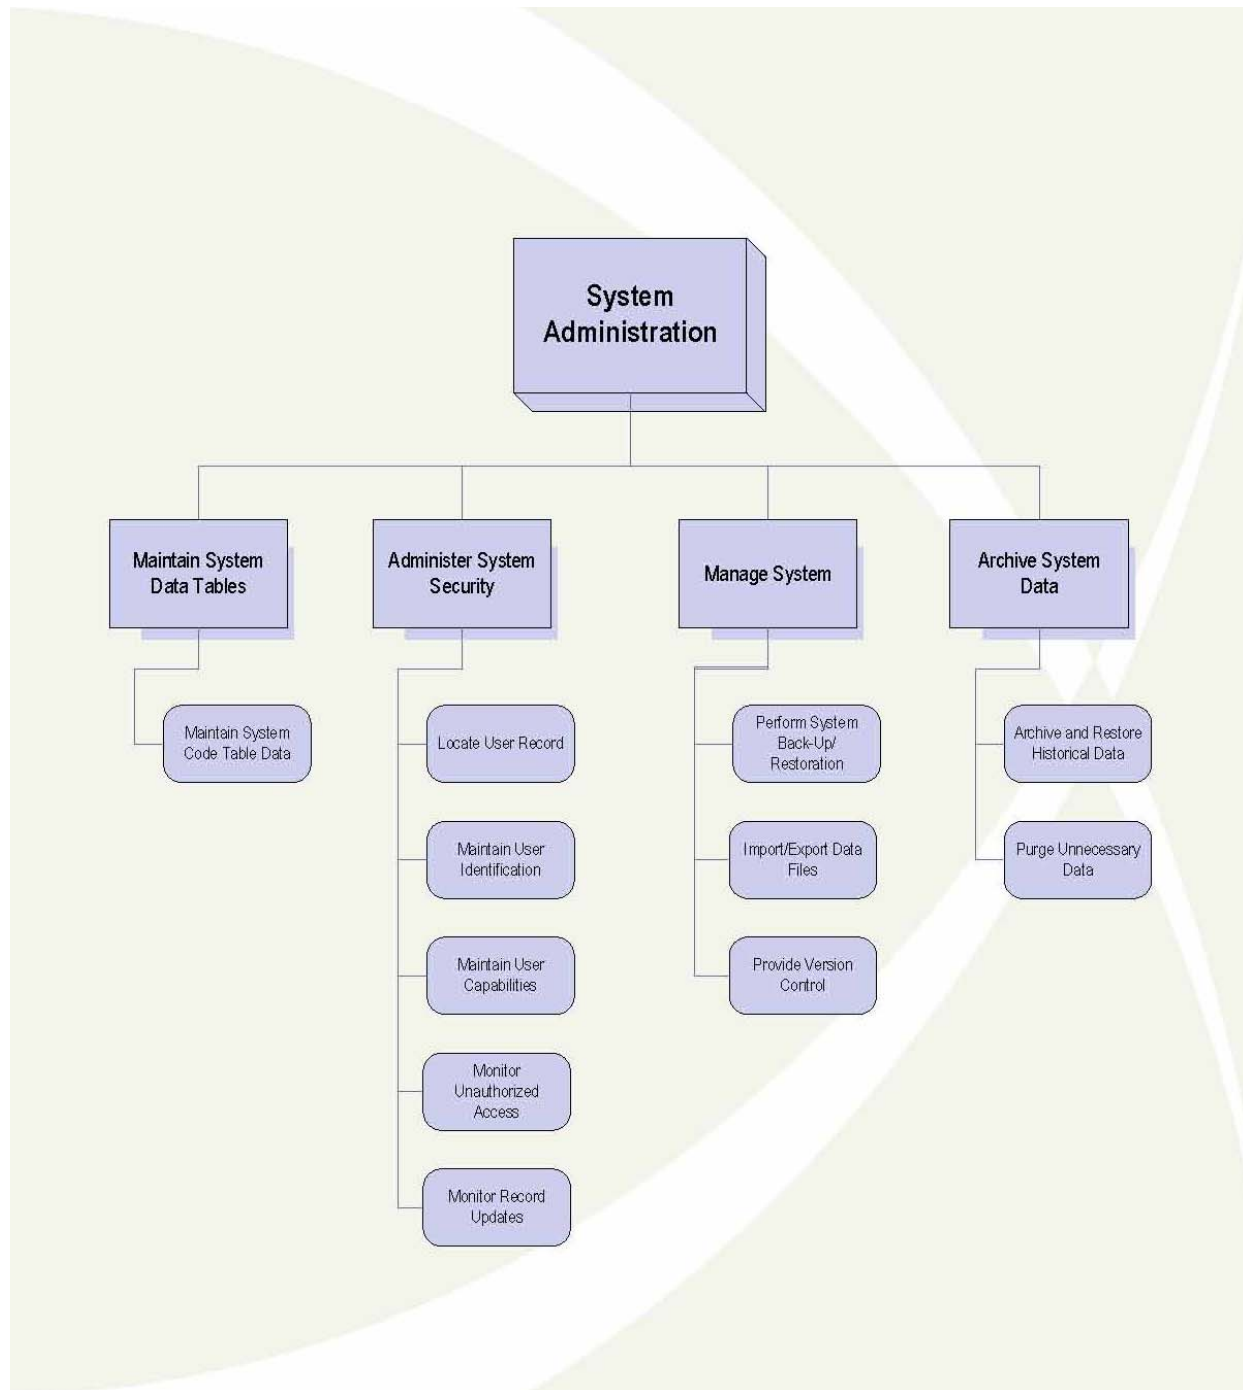 System
Administration
Maintain System
Data Tables
Administer System
Security
Manage System
Archive System
Data
Maintain System
Code Table Data
Locate User Record
Perform System
Back-Up/
Restoration
Archive and Restore
Historical Data
Maintain User
Identification
Import/Export Data
Files
Purge Unnecessary
Data
Maintain User
Capabilities
Provide Version
Control
Monitor
Unauthorized
Access
Monitor Record
Updates